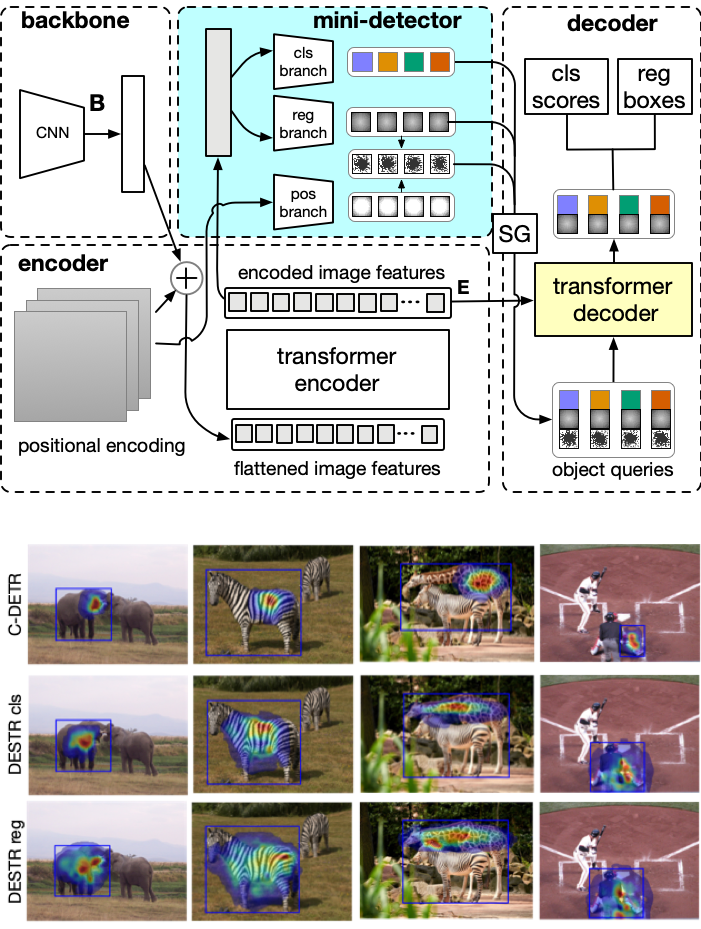 backbone
CNN
B
mini-detector
cls
branch
reg
branch
pos
branch
decoder
cls
scores
reg
boxes
SG
transformer
decoder
object queries
encoder
positional encoding
encoded image features
E
transformer
encoder
flattened image features
C-DETR
DESTR cls
DESTR reg